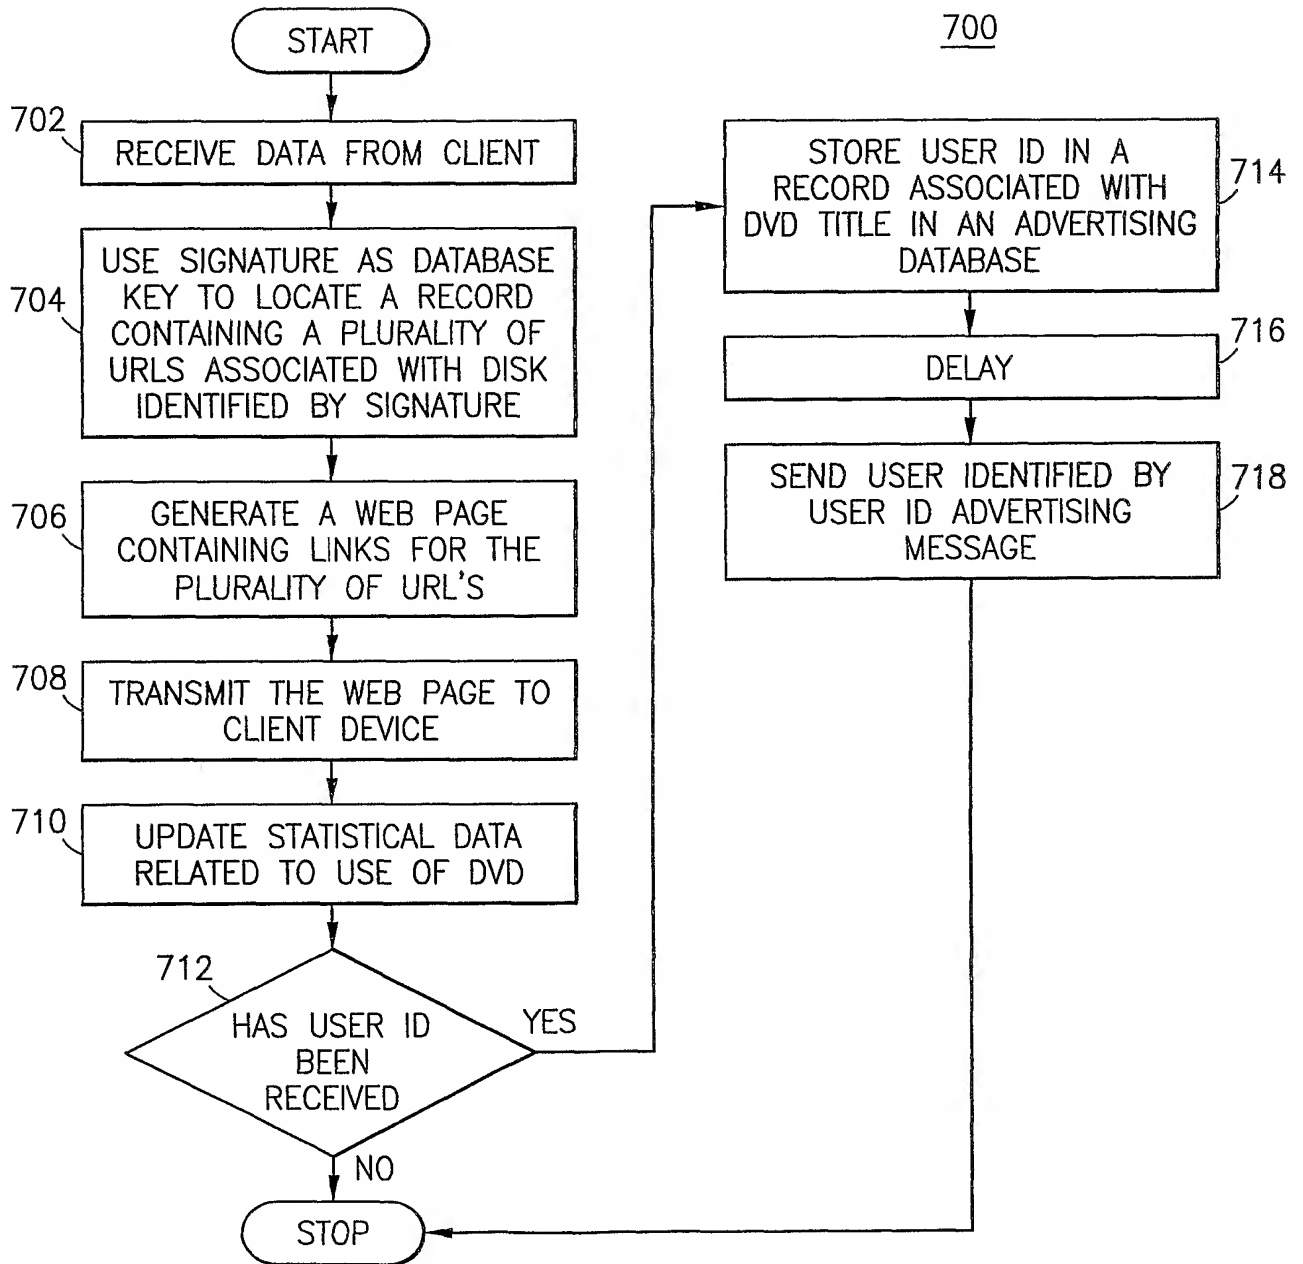 START
700
702
RECEIVE DATA FROM CLIENT
704
USE SIGNATURE AS DATABASE
KEY TO LOCATE A RECORD
CONTAINING A PLURALITY OF
URLS ASSOCIATED WITH DISK
IDENTIFIED BY SIGNATURE
706
GENERATE A WEB PAGE
CONTAINING LINKS FOR THE
PLURALITY OF URL'S
708
TRANSMIT THE WEB PAGE TO
CLIENT DEVICE
710
UPDATE STATISTICAL DATA
RELATED TO USE OF DVD
712
HAS USER ID
BEEN
RECEIVED
YES
NO
STOP
STORE USER ID IN A
RECORD ASSOCIATED WITH
DVD TITLE IN AN ADVERTISING
DATABASE
714
DELAY
716
SEND USER IDENTIFIED BY
USER ID ADVERTISING
MESSAGE
718